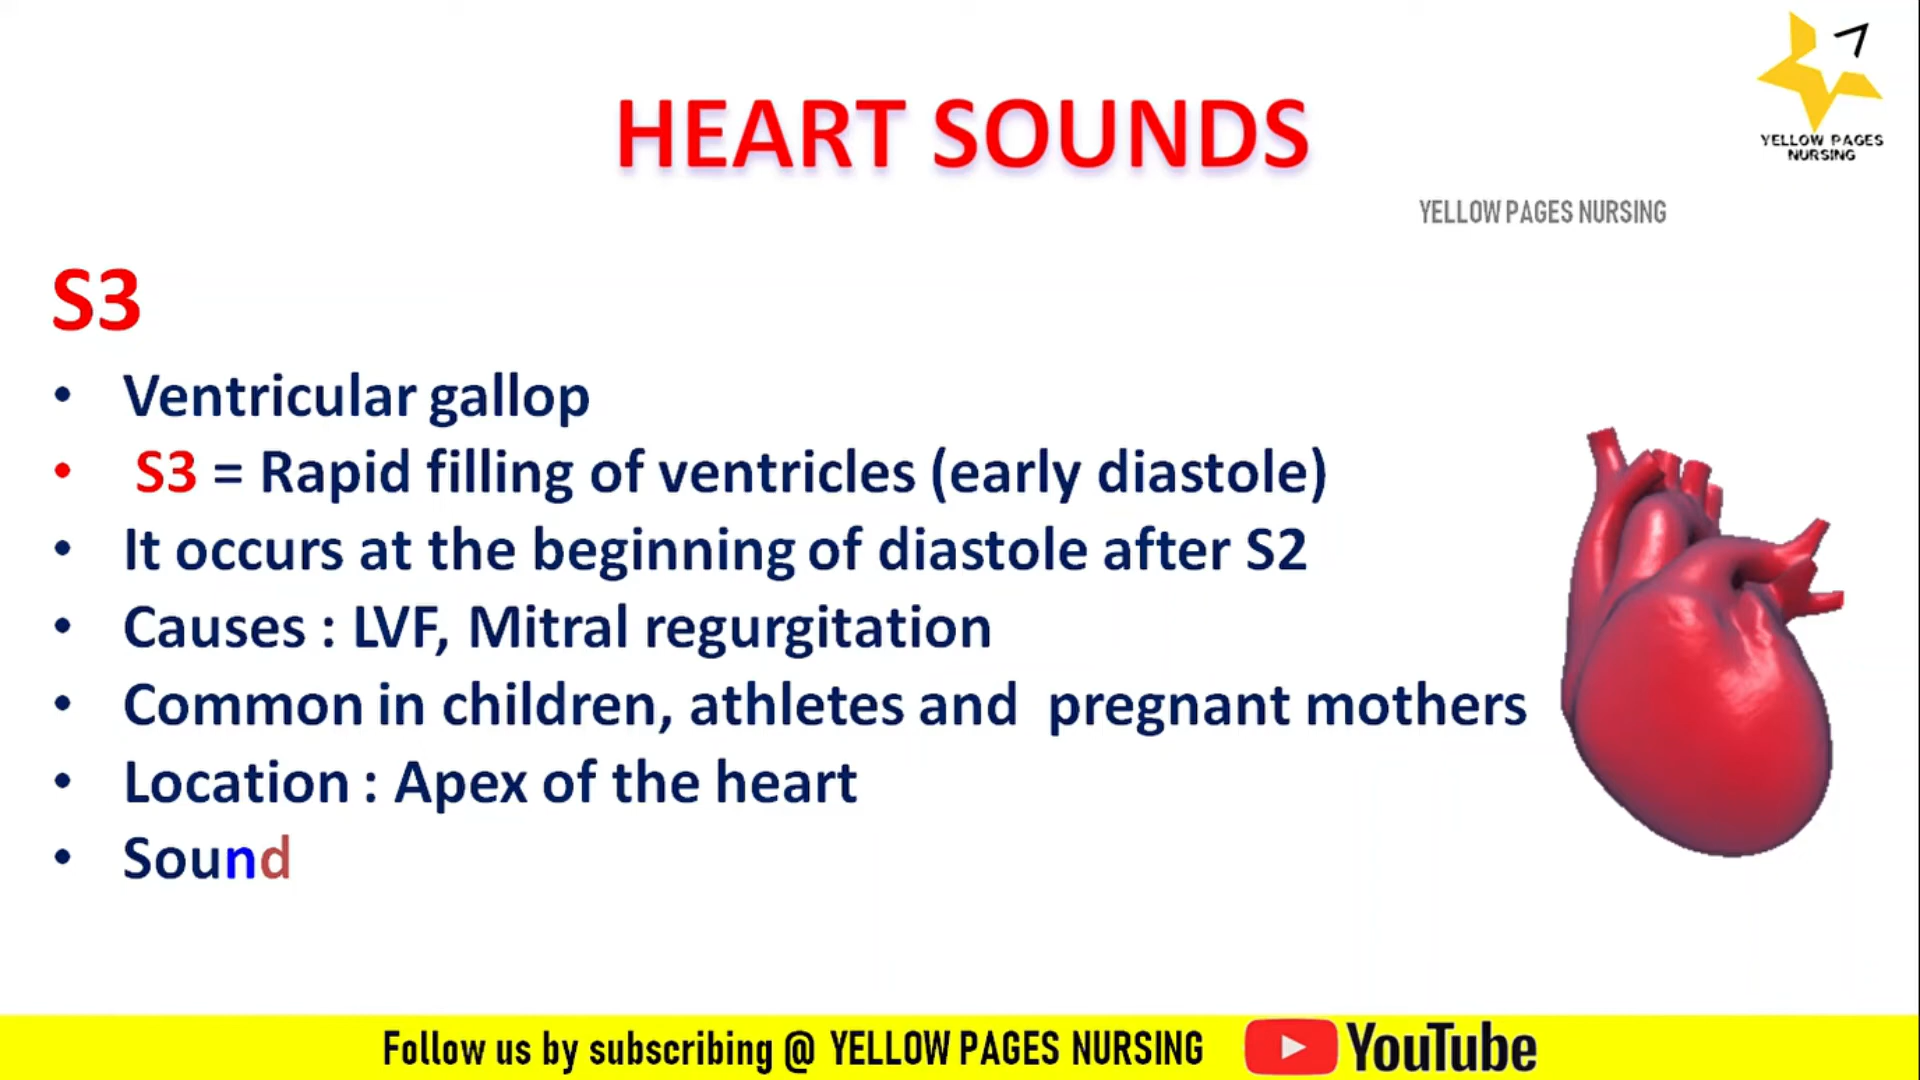 HEART SOUNDS
YELLOW PAGES
NURSING
YELLOW PAGES NURSING
S3
• Ventricular gallop
• S3 = Rapid filling of ventricles (early diastole)
• It occurs at the beginning of diastole after S2
• Causes : LVF, Mitral regurgitation
• Common in children, athletes and pregnant mothers
• Location : Apex of the heart
• Sound
Follow us by subscribing @ YELLOW PAGES NURSING YouTube